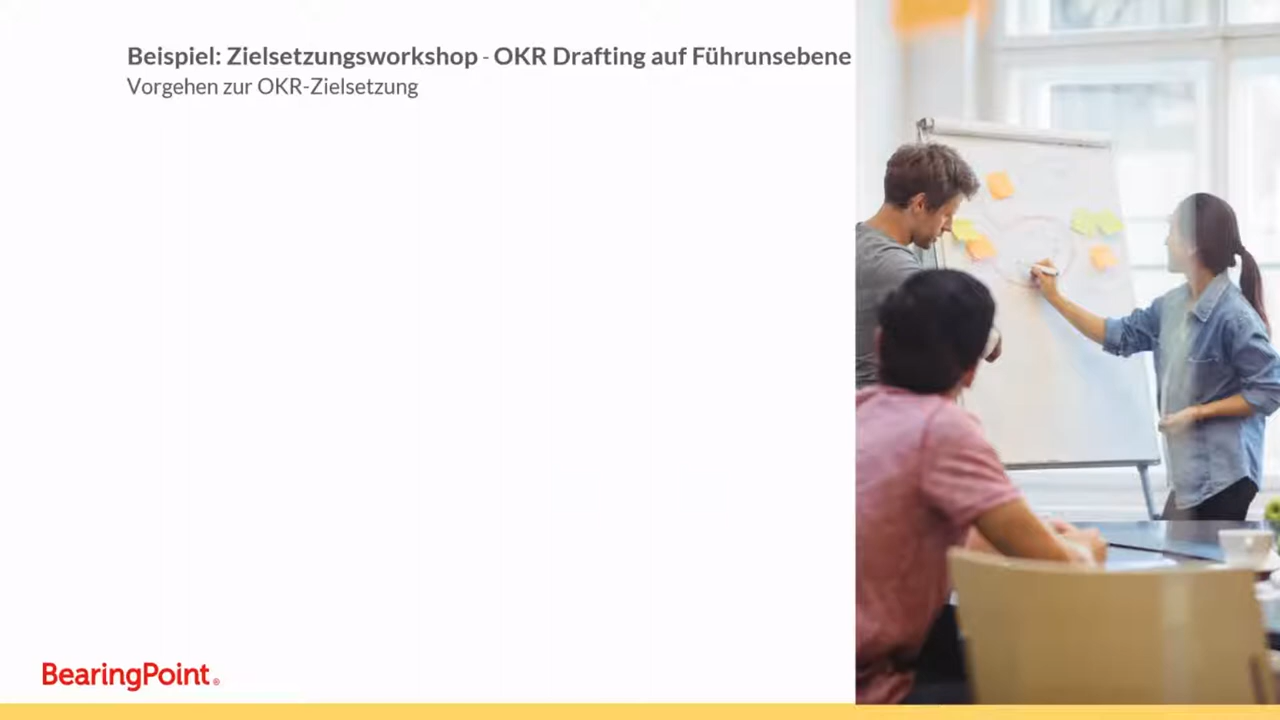 Beispiel: Zielsetzungsworkshop - OKR Drafting auf Führunsebene
Vorgehen zur OKR-Zielsetzung
BearingPoint®